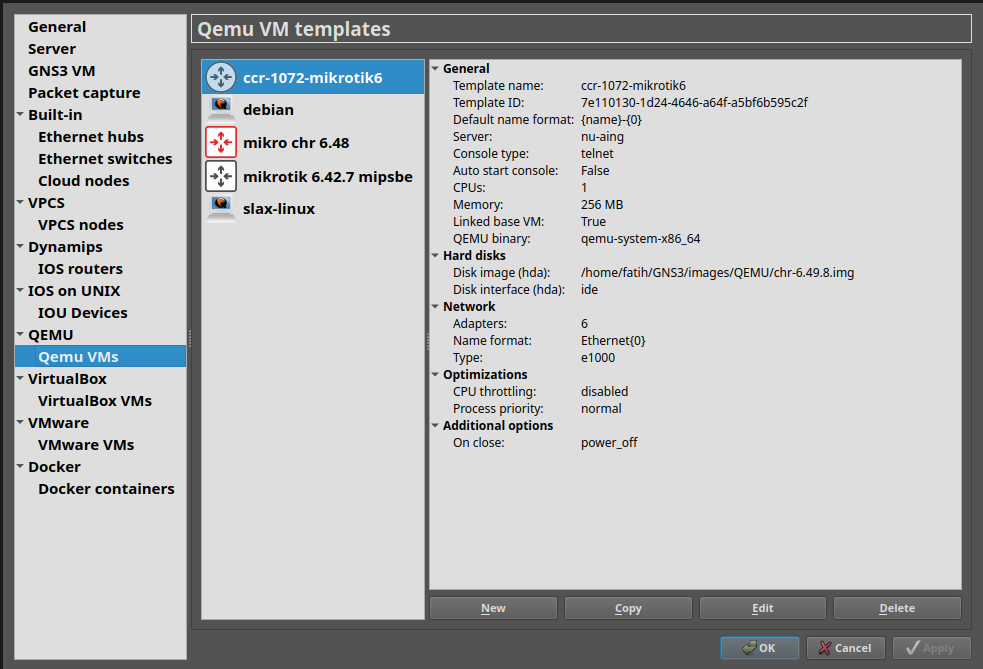 General
Server
GNS3 VM
Packet capture
Built-in
Ethernet hubs
Ethernet switches
Cloud nodes
VPCS
VPCS nodes
Dynamips
IOS routers
IOS on UNIX
IOU Devices
QEMU
Qemu VMs
VirtualBox
VirtualBox VMs
VMware
VMware VMs
Docker
Docker containers
Qemu VM templates
ccr-1072-mikrotik6
debian
mikro chr 6.48
mikrotik 6.42.7 mipsbe
slax-linux
General
Template name: ccr-1072-mikrotik6
Template ID: 7e110130-1d24-4646-a64f-a5bf6b595c2f
Default name format: {name}-{0}
Server: nu-aing
Console type: telnet
Auto start console: False
CPUs: 1
Memory: 256 MB
Linked base VM: True
QEMU binary: qemu-system-x86_64
Hard disks
Disk image (hda): /home/fatih/GNS3/images/QEMU/chr-6.49.8.img
Disk interface (hda): ide
Network
Adapters: 6
Name format: Ethernet{0}
Type: e1000
Optimizations
CPU throttling: disabled
Process priority: normal
Additional options
On close: power_off
New Copy Edit Delete
OK Cancel Apply